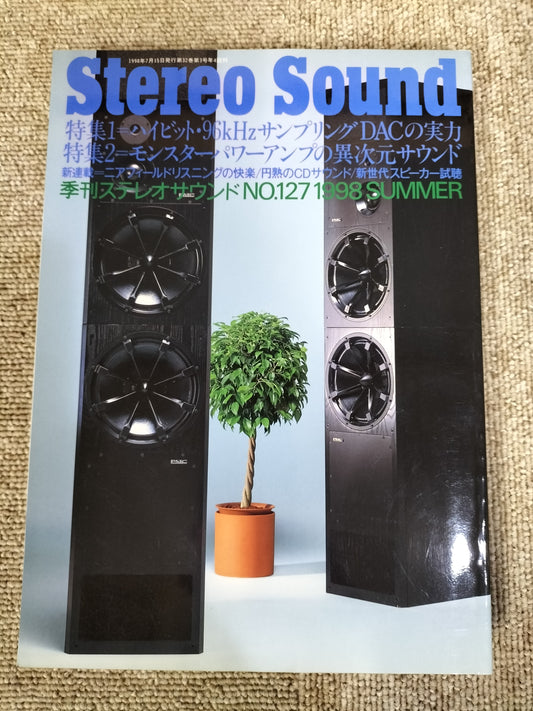 1998年7月15日発行第32巻第3号年4回刊
Stereo Sound
特集1=ハイビット・96kHzサンプリングDACの実力
特集2=モンスターパワーアンプの異次元サウンド
新連載=ニアフィールドリスニングの快楽/円熟のCDサウンド/新世代スピーカー試聴
季刊ステレオサウンド NO.127 1998 SUMMER
PMC
PMC